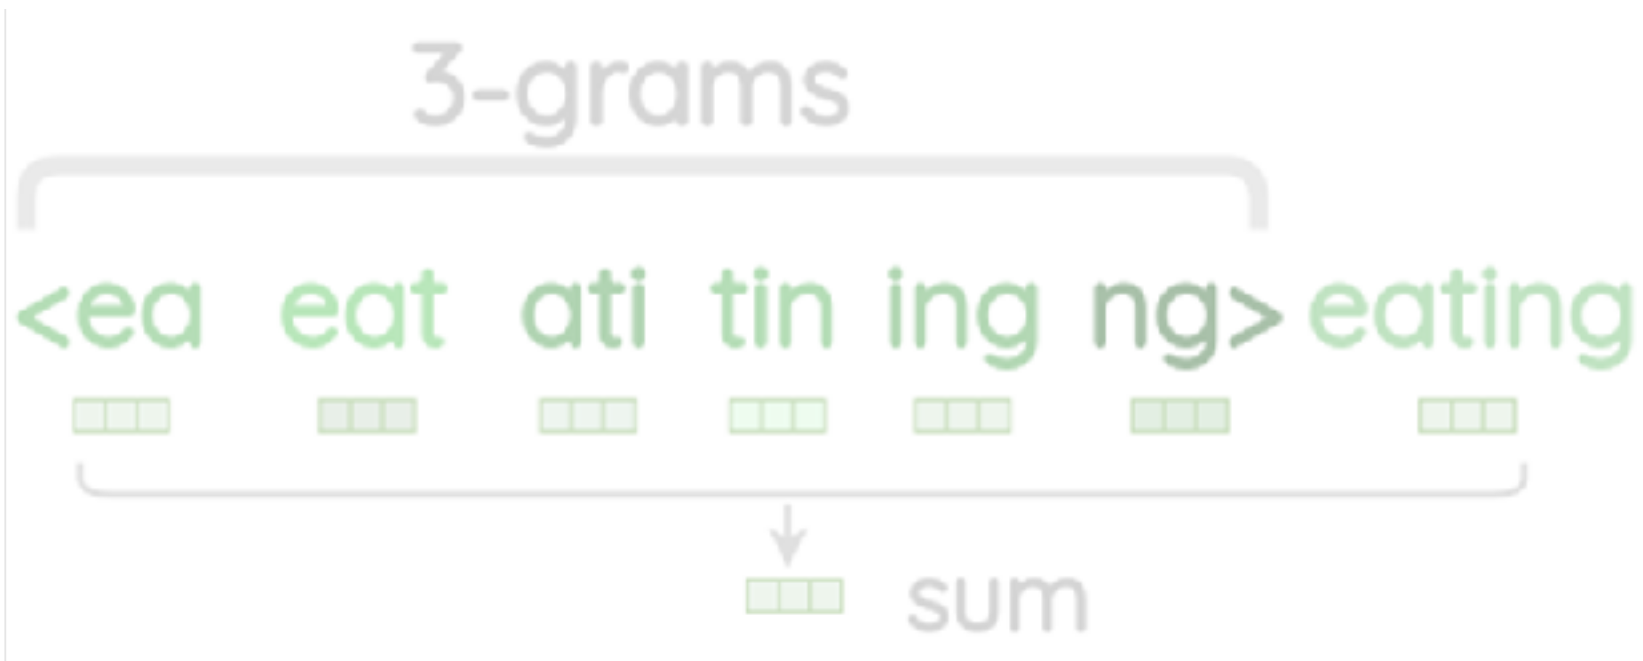 3-grams
<ea eat ati tin ing ng> eating
sum